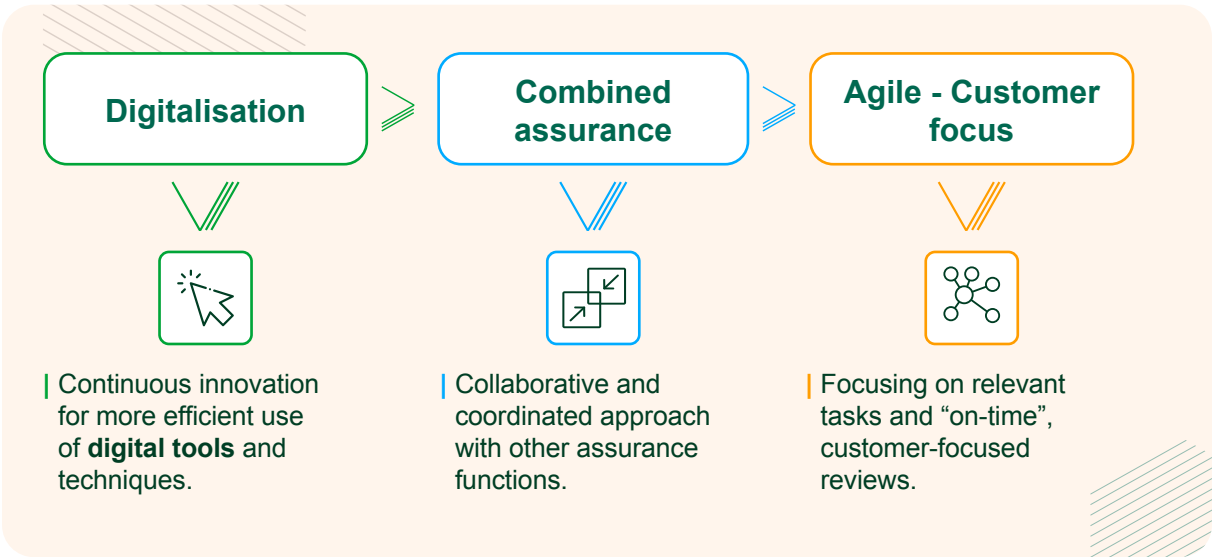 Digitalisation
Combined
assurance
Agile - Customer
focus
| Continuous innovation
for more efficient use
of digital tools and
techniques.
| Collaborative and
coordinated approach
with other assurance
functions.
| Focusing on relevant
tasks and “on-time”,
customer-focused
reviews.